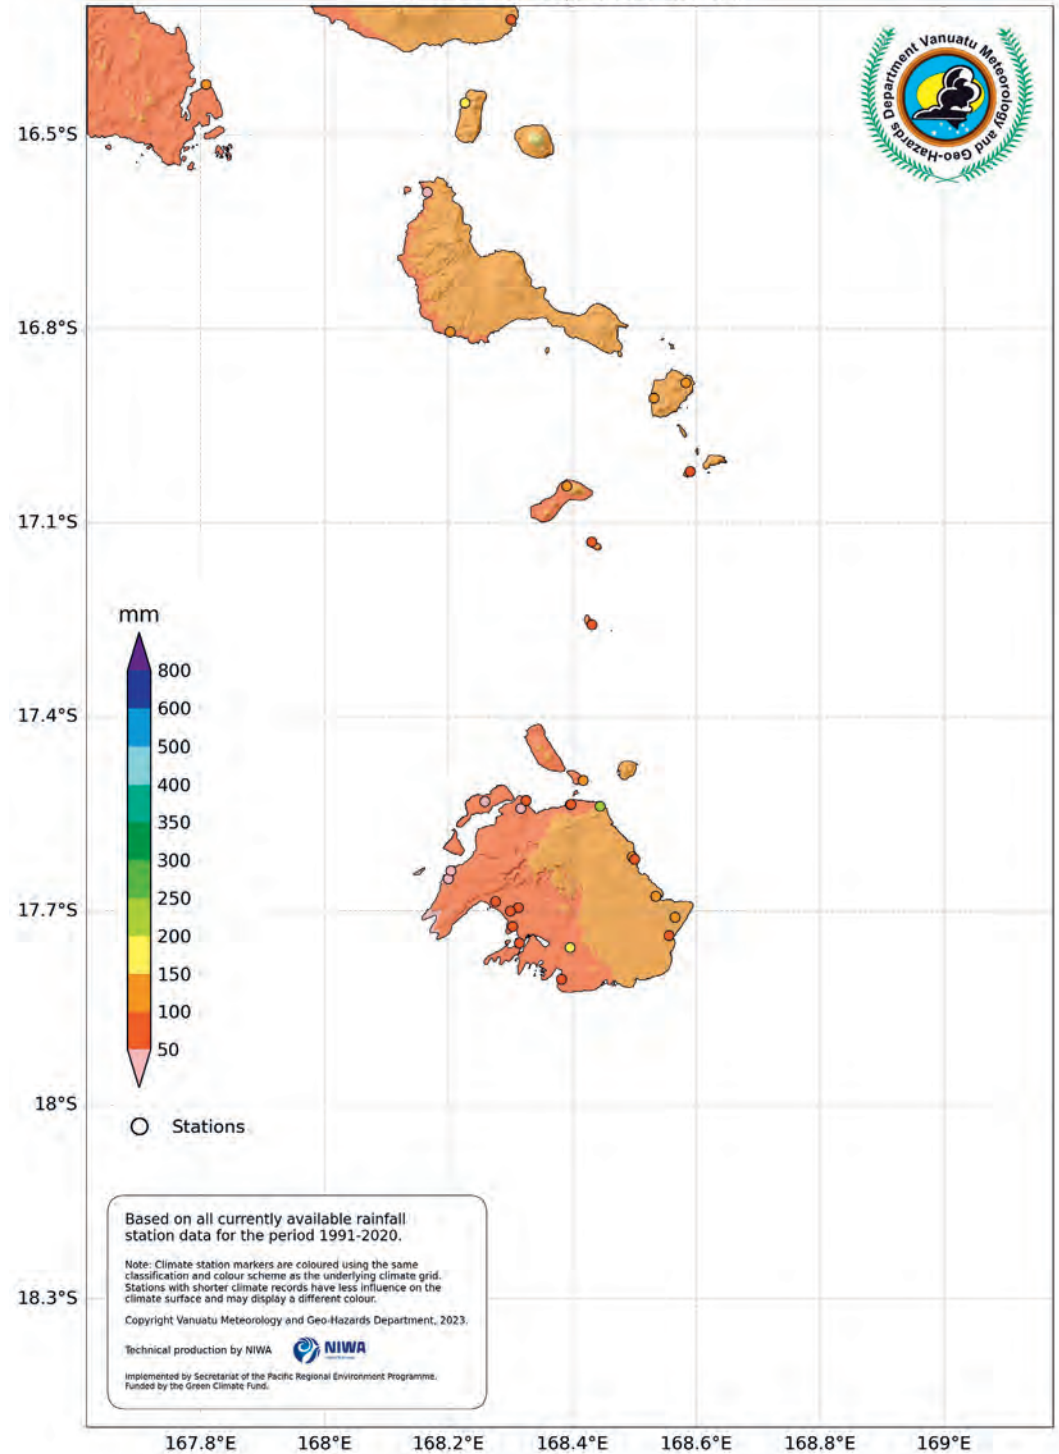 Vanuatu Meteorology and Geo-Hazards Department
16.5°S
16.8°S
17.1°S
17.4°S
17.7°S
18°S
18.3°S
mm
800
600
500
400
350
300
250
200
150
100
50
Stations
Based on all currently available rainfall
station data for the period 1991-2020.
Note: Climate station markers are coloured using the same
classification and colour scheme as the underlying climate grid.
Stations with shorter climate records have less influence on the
climate surface and may display a different colour.
Copyright Vanuatu Meteorology and Geo-Hazards Department, 2023.
Technical production by NIWA
NIWA
Implemented by Secretariat of the Pacific Regional Environment Programme.
Funded by the Green Climate Fund.
167.8°E 168°E 168.2°E 168.4°E 168.6°E 168.8°E 169°E